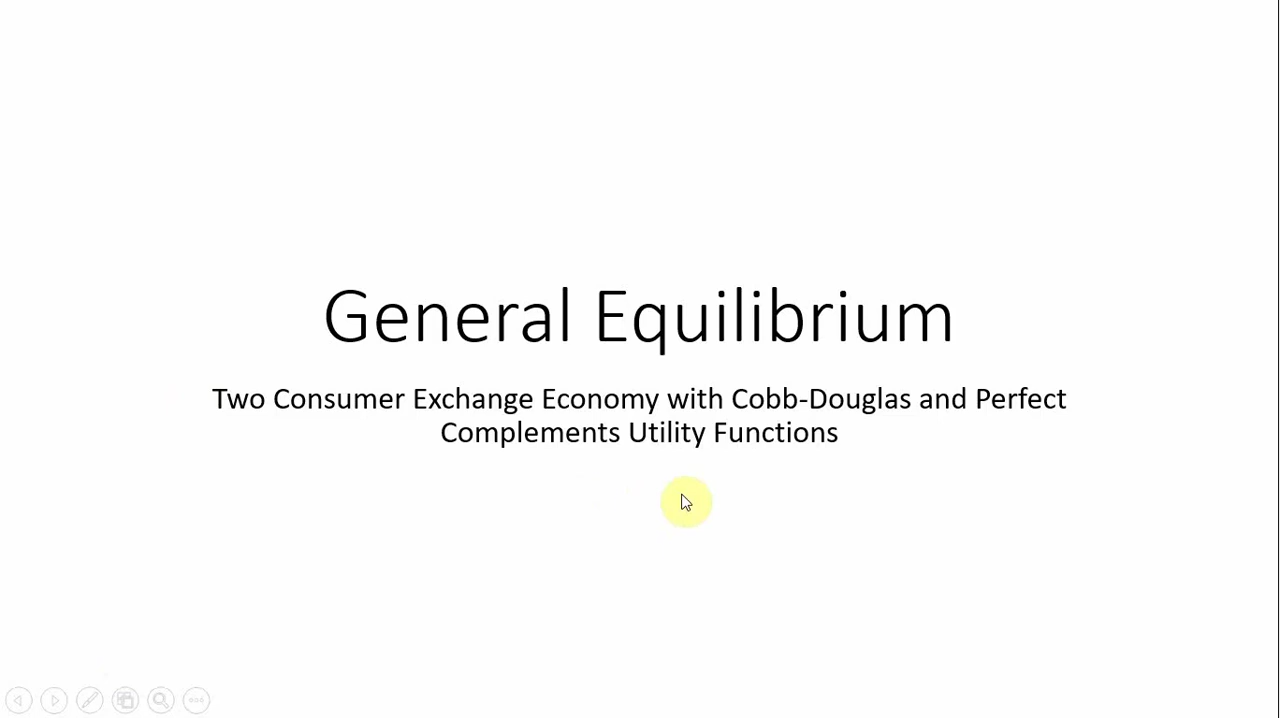 General Equilibrium
Two Consumer Exchange Economy with Cobb-Douglas and Perfect
Complements Utility Functions